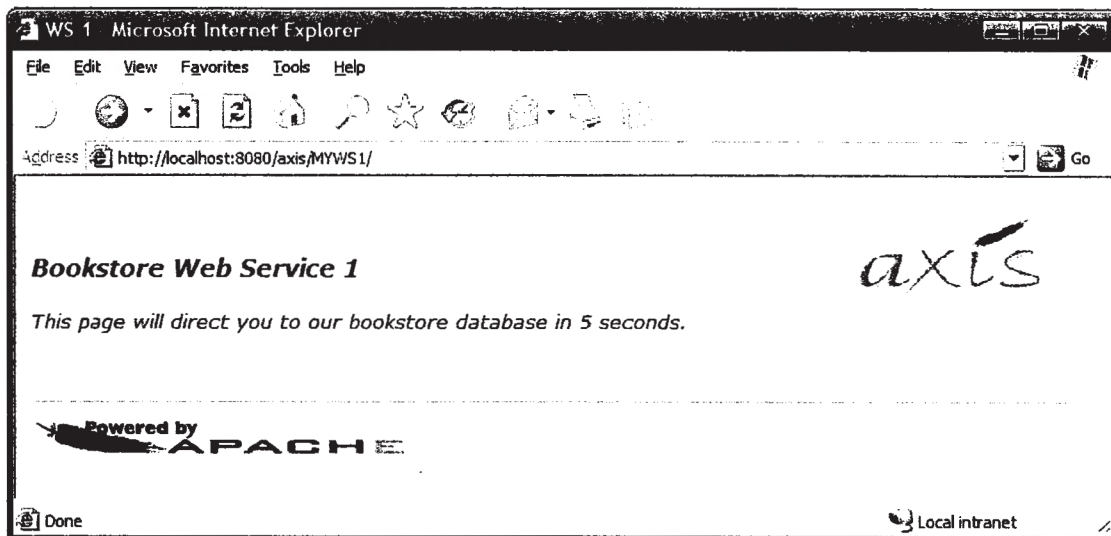 WS 1 Microsoft Internet Explorer
File Edit View Favorites Tools Help
Address http://localhost:8080/axis/MYWS1/ Go
axis
Bookstore Web Service 1
This page will direct you to our bookstore database in 5 seconds.
Powered by
APACHE
Done Local intranet